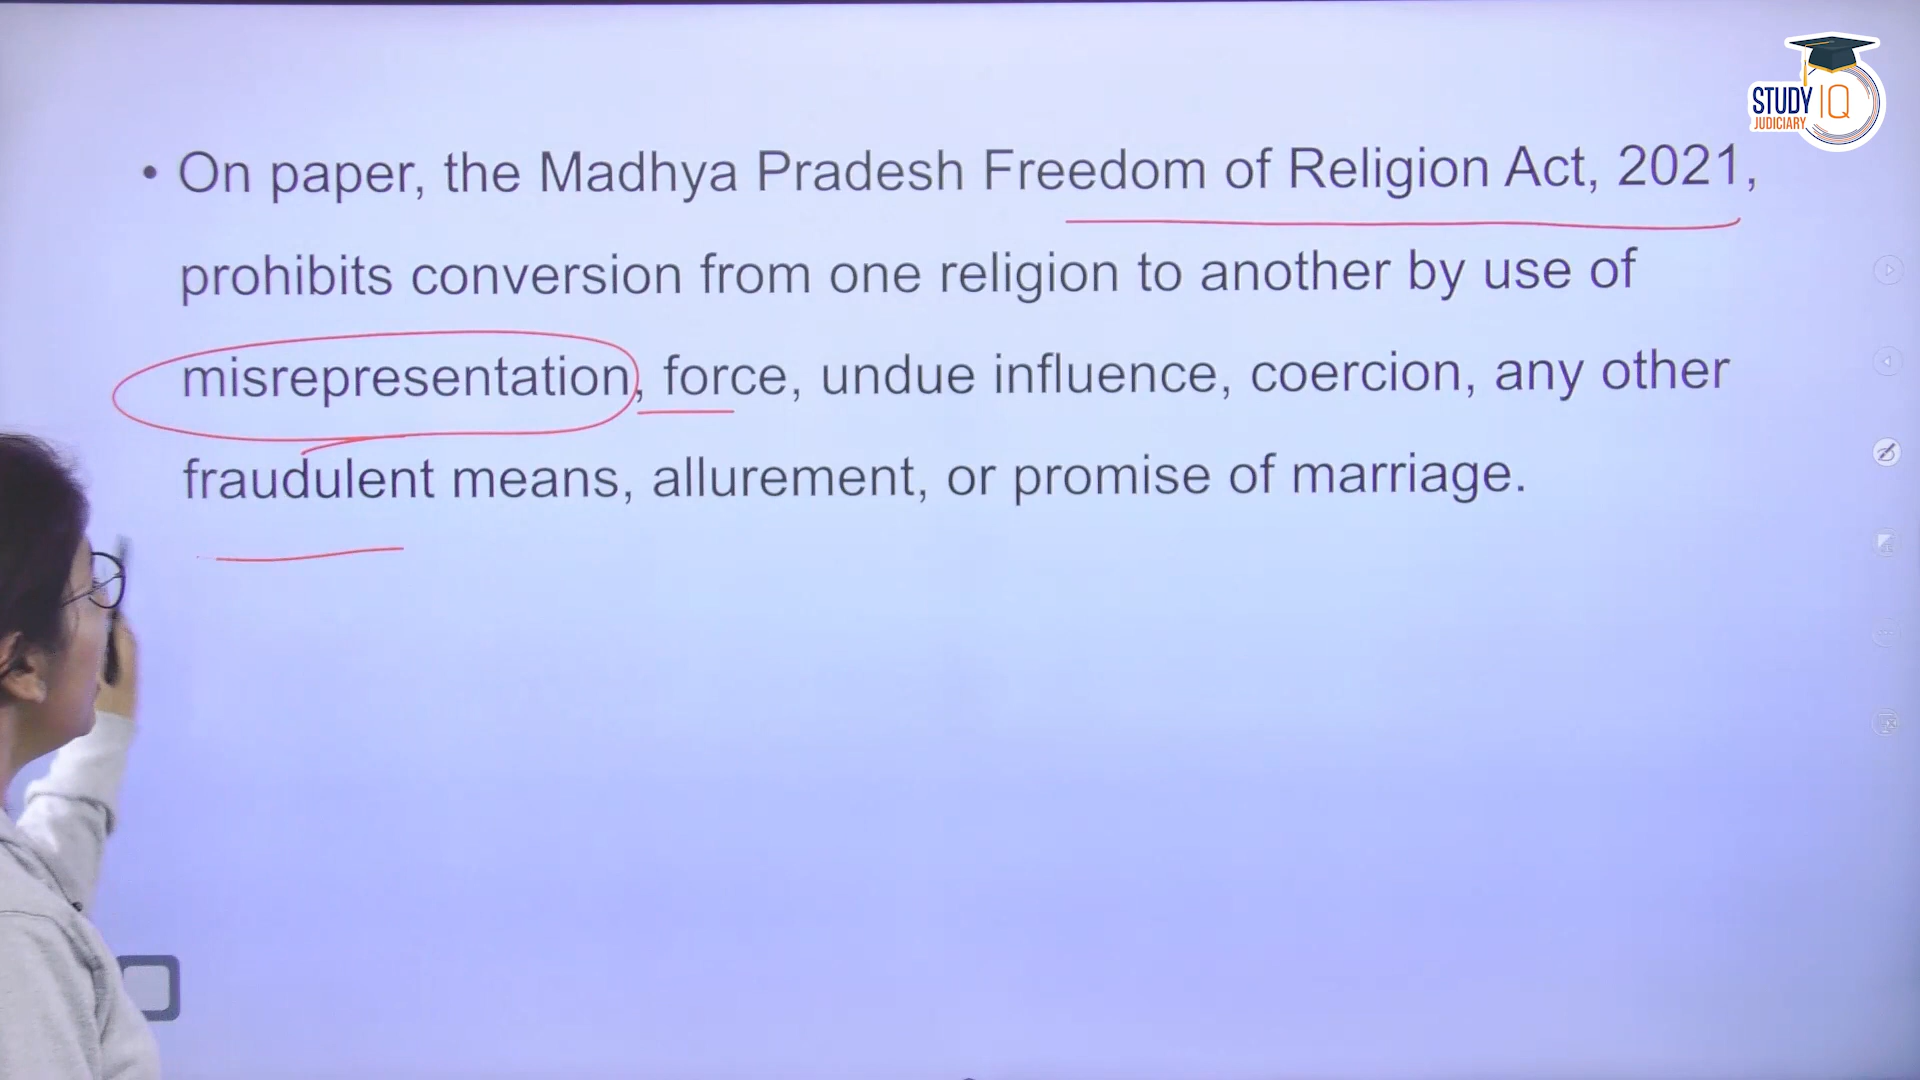 STUDY IQ
JUDICIARY
• On paper, the Madhya Pradesh Freedom of Religion Act, 2021,
prohibits conversion from one religion to another by use of
misrepresentation, force, undue influence, coercion, any other
fraudulent means, allurement, or promise of marriage.